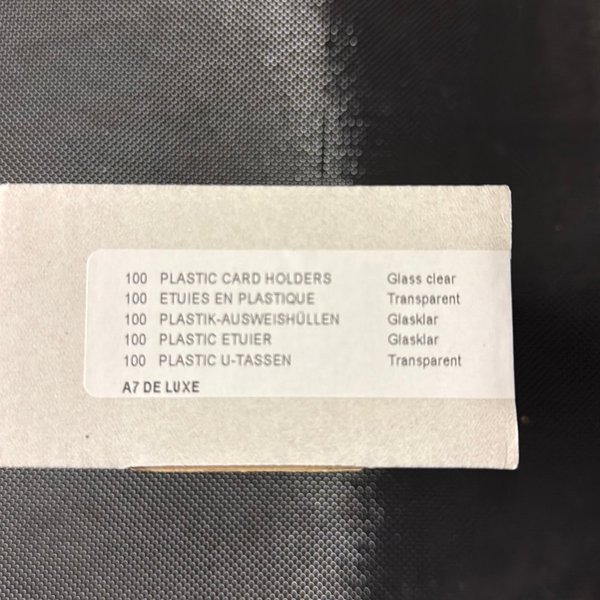 100 PLASTIC CARD HOLDERS Glass clear
100 ETUIES EN PLASTIQUE Transparent
100 PLASTIK-AUSWEISHÜLLEN Glasklar
100 PLASTIC ETUIER Glasklar
100 PLASTIC U-TASSEN Transparent
A7 DE LUXE